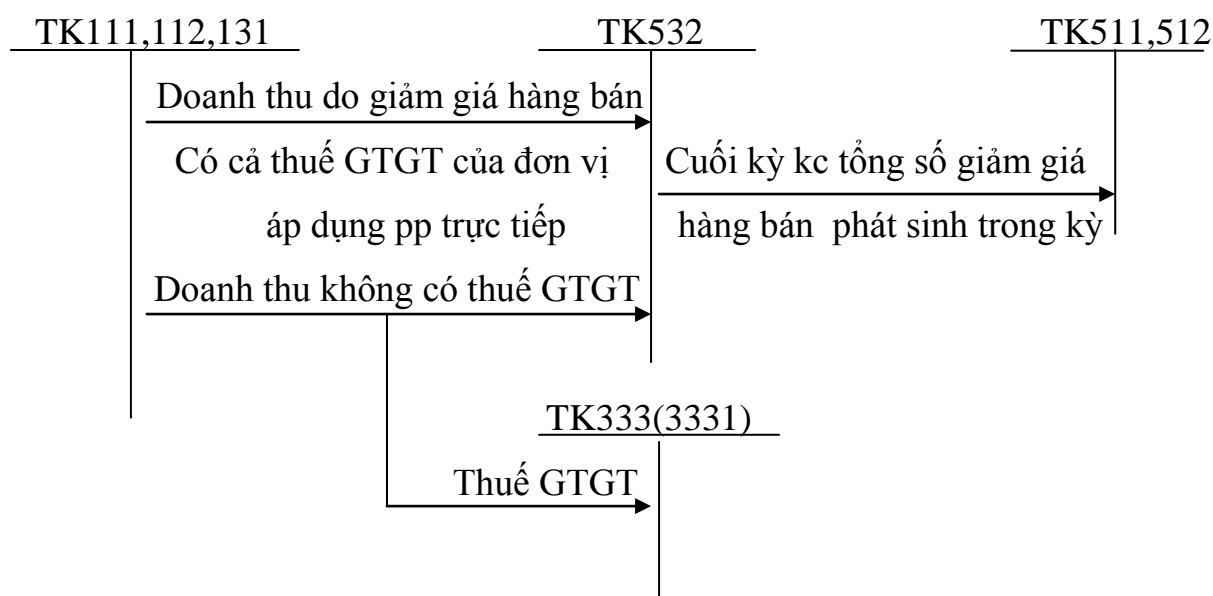 TK111,112,131
TK532
TK511,512
Doanh thu do giảm giá hàng bán
Có cả thuế GTGT của đơn vị
áp dụng pp trực tiếp
Cuối kỳ kc tổng số giảm giá
hàng bán phát sinh trong kỳ
Doanh thu không có thuế GTGT
TK333(3331)
Thuế GTGT